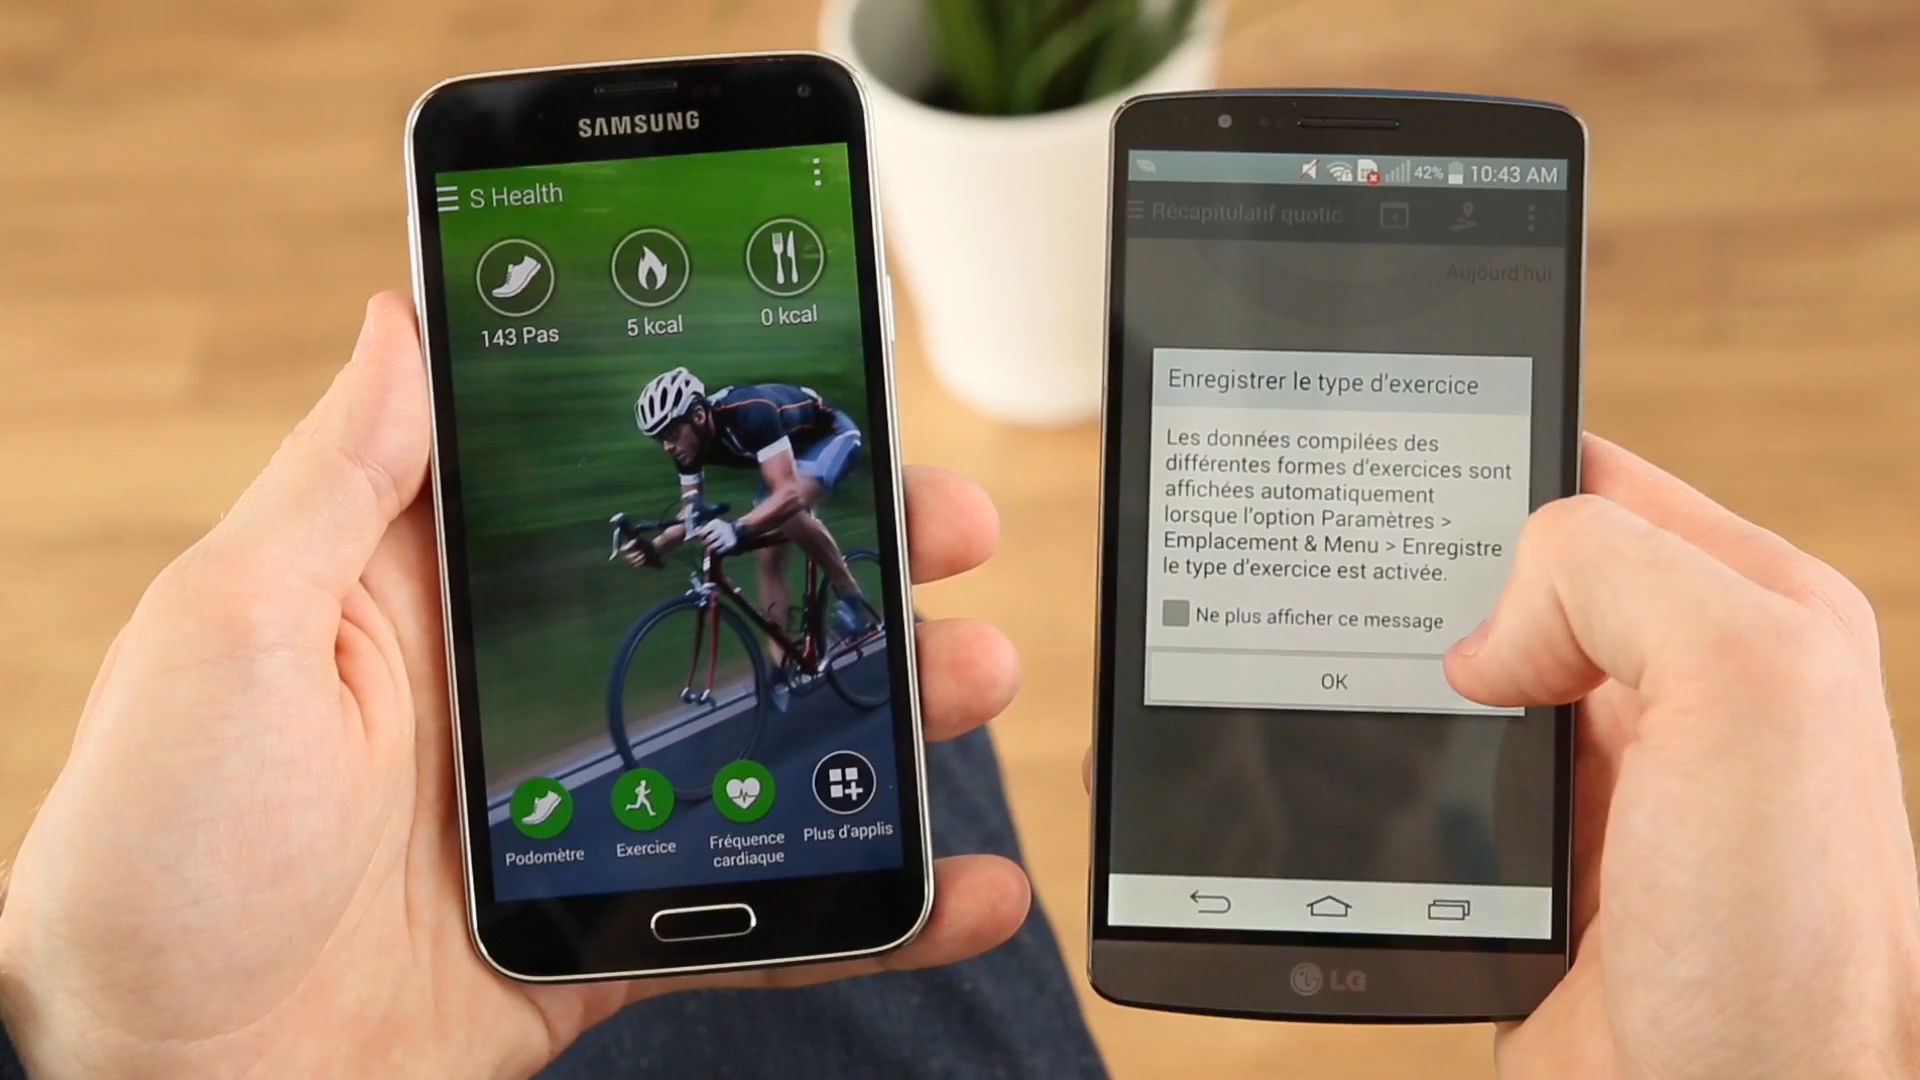 SAMSUNG
S Health
143 Pas
5 kcal
0 kcal
Podomètre
Exercice
Fréquence
cardiaque
Plus d'applis
42% 10:43 AM
Récapitulatif quotid
Aujourd'hui
Enregistrer le type d'exercice
Les données compilées des
différentes formes d'exercices sont
affichées automatiquement
lorsque l'option Paramètres >
Emplacement & Menu > Enregistre
le type d'exercice est activée.
Ne plus afficher ce message
OK
LG